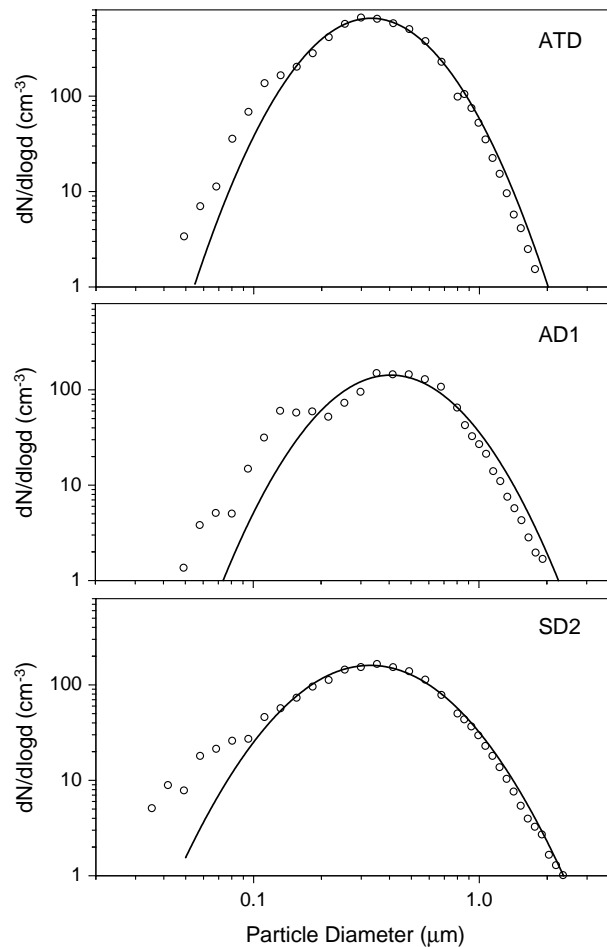 ATD
100
10
1
dN/dlogd (cm-3)
AD1
100
10
1
dN/dlogd (cm-3)
SD2
100
10
1
dN/dlogd (cm-3)
0.1
1.0
Particle Diameter (μm)